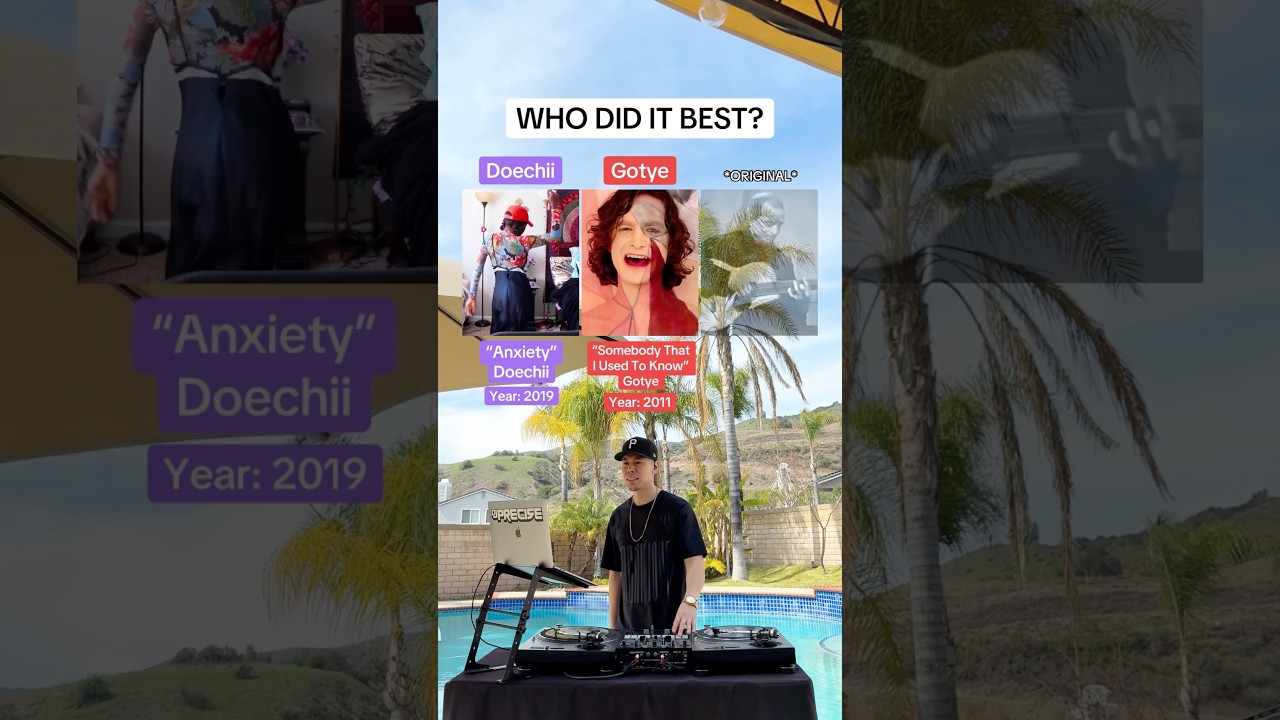 WHO DID IT BEST?
Doechii
Gotye
*ORIGINAL*
"Anxiety"
Doechii
Year: 2019
"Somebody That
I Used To Know"
Gotye
Year: 2011
"Anxiety"
Doechii
Year: 2019
P
DJ PRECISE